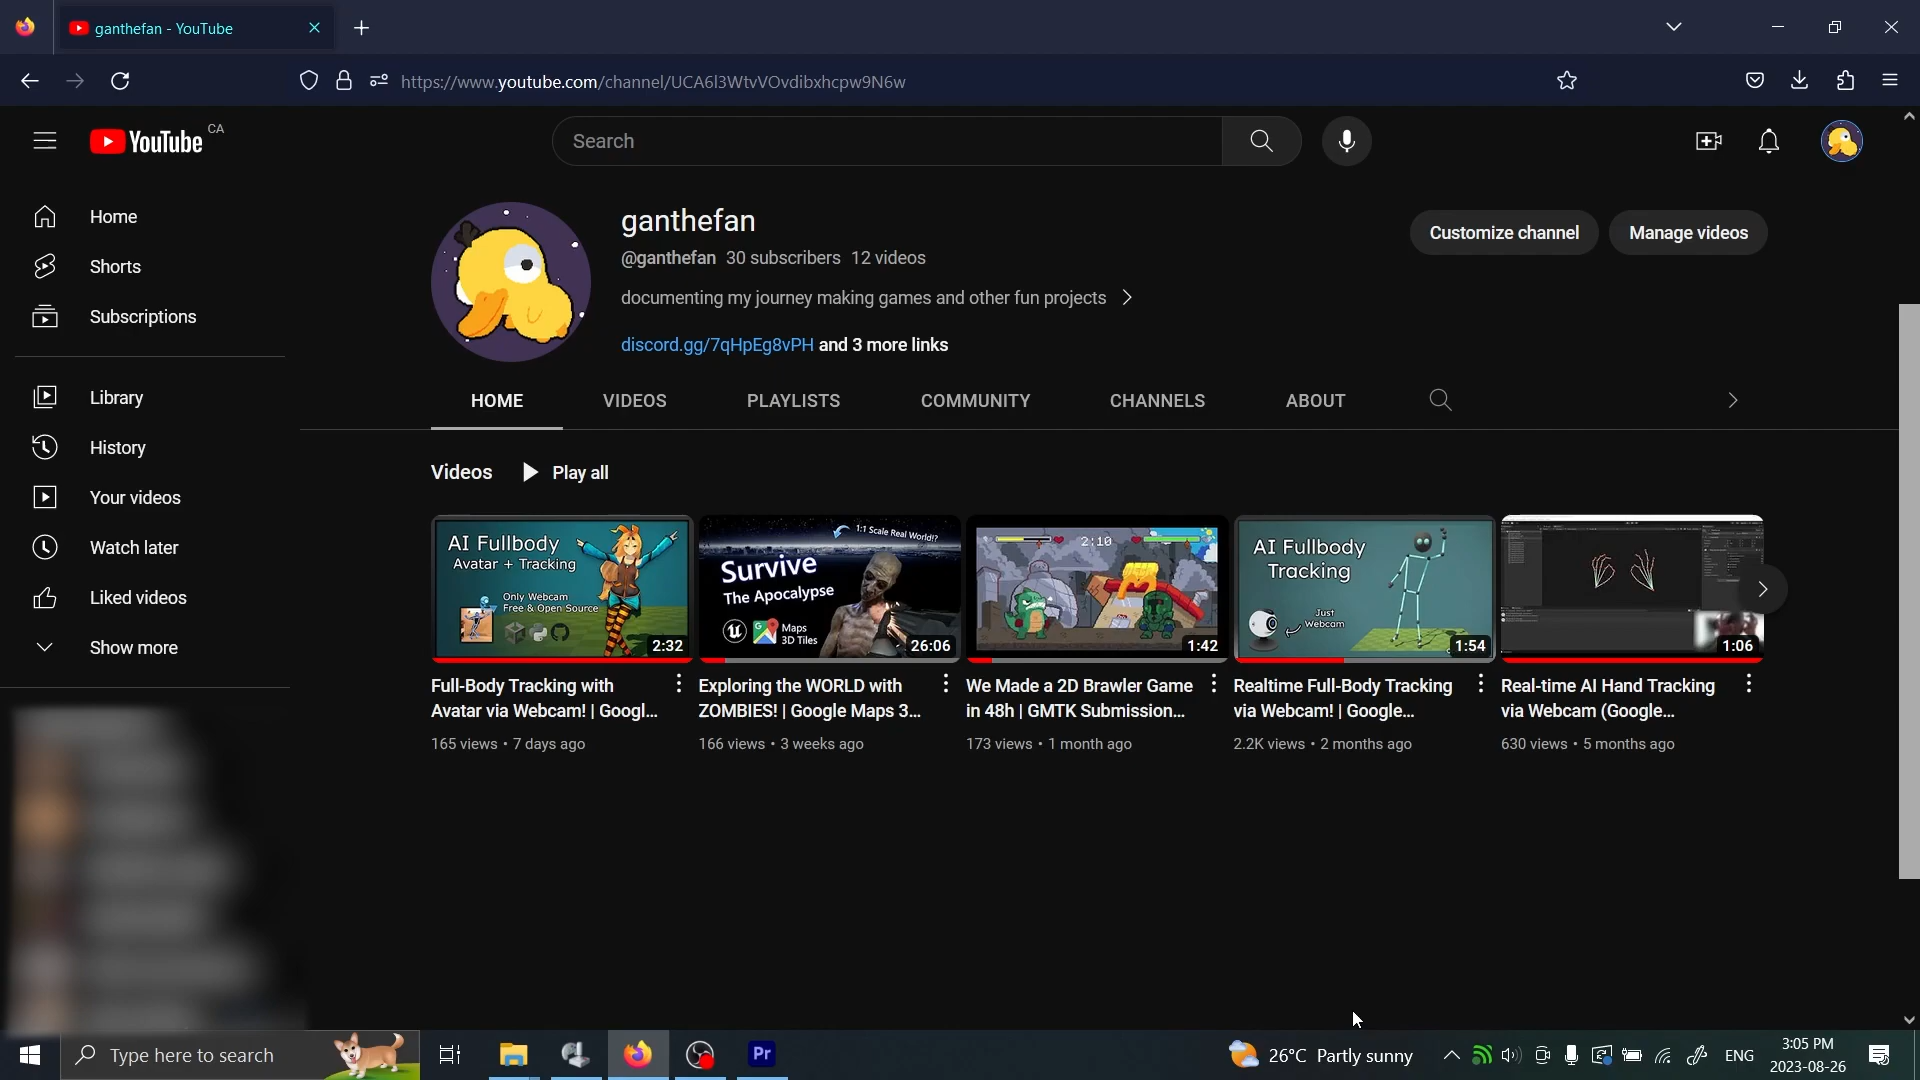 ganthefan - YouTube
https://www.youtube.com/channel/UCA6l3WtvVOvdibxhcpw9N6w
YouTube CA
Search
Home
Shorts
Subscriptions
Library
History
Your videos
Watch later
Liked videos
Show more
ganthefan
@ganthefan 30 subscribers 12 videos
documenting my journey making games and other fun projects
discord.gg/7qHpEg8vPH and 3 more links
Customize channel
Manage videos
HOME
VIDEOS
PLAYLISTS
COMMUNITY
CHANNELS
ABOUT
Videos
Play all
AI Fullbody
Avatar + Tracking
Only Webcam
Free & Open Source
2:32
Full-Body Tracking with
Avatar via Webcam! | Googl...
165 views • 7 days ago
1:1 Scale Real World!?
Survive
The Apocalypse
Maps
3D Tiles
26:06
Exploring the WORLD with
ZOMBIES! | Google Maps 3...
166 views • 3 weeks ago
2:10
1:42
We Made a 2D Brawler Game
in 48h | GMTK Submission...
173 views • 1 month ago
AI Fullbody
Tracking
Just
Webcam
1:54
Realtime Full-Body Tracking
via Webcam! | Google...
2.2K views • 2 months ago
1:06
Real-time AI Hand Tracking
via Webcam (Google...
630 views • 5 months ago
Type here to search
Pr
26°C Partly sunny
ENG
3:05 PM
2023-08-26